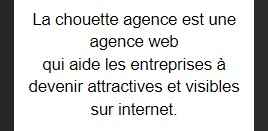 La chouette agence est une
agence web
qui aide les entreprises à
devenir attractives et visibles
sur internet.